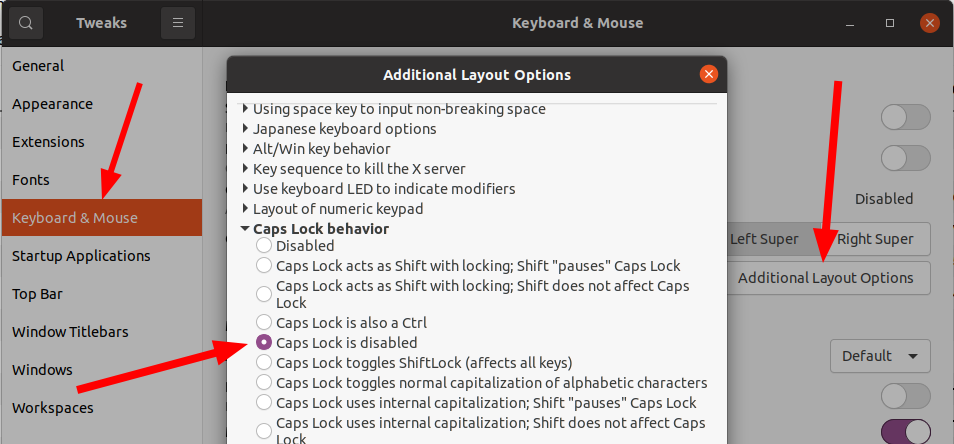 Tweaks
Keyboard & Mouse
General
Appearance
Extensions
Fonts
Keyboard & Mouse
Startup Applications
Top Bar
Window Titlebars
Windows
Workspaces
Additional Layout Options
Using space key to input non-breaking space
Japanese keyboard options
Alt/Win key behavior
Key sequence to kill the X server
Use keyboard LED to indicate modifiers
Layout of numeric keypad
Caps Lock behavior
Disabled
Caps Lock acts as Shift with locking; Shift "pauses" Caps Lock
Caps Lock acts as Shift with locking; Shift does not affect Caps
Lock
Caps Lock is also a Ctrl
Caps Lock is disabled
Caps Lock toggles ShiftLock (affects all keys)
Caps Lock toggles normal capitalization of alphabetic characters
Caps Lock uses internal capitalization; Shift "pauses" Caps Lock
Caps Lock uses internal capitalization; Shift does not affect Caps
Lock
Disabled
Left Super
Right Super
Additional Layout Options
Default